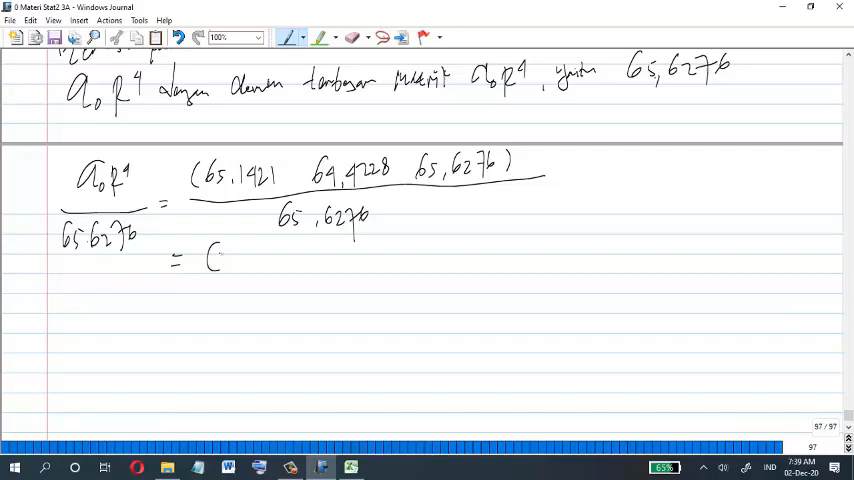 0 Materi Stat2 3A - Windows Journal
File Edit View Insert Actions Tools Help
100%
a₀R⁴ dengan elemen terbesar matriks a₀R⁴, yaitu 65,6276
a₀R⁴ = (65,1421 64,4228 65,6276)
65.6276 65,6276
= (
97 / 97
97
65% IND 7:39 AM
02-Dec-20